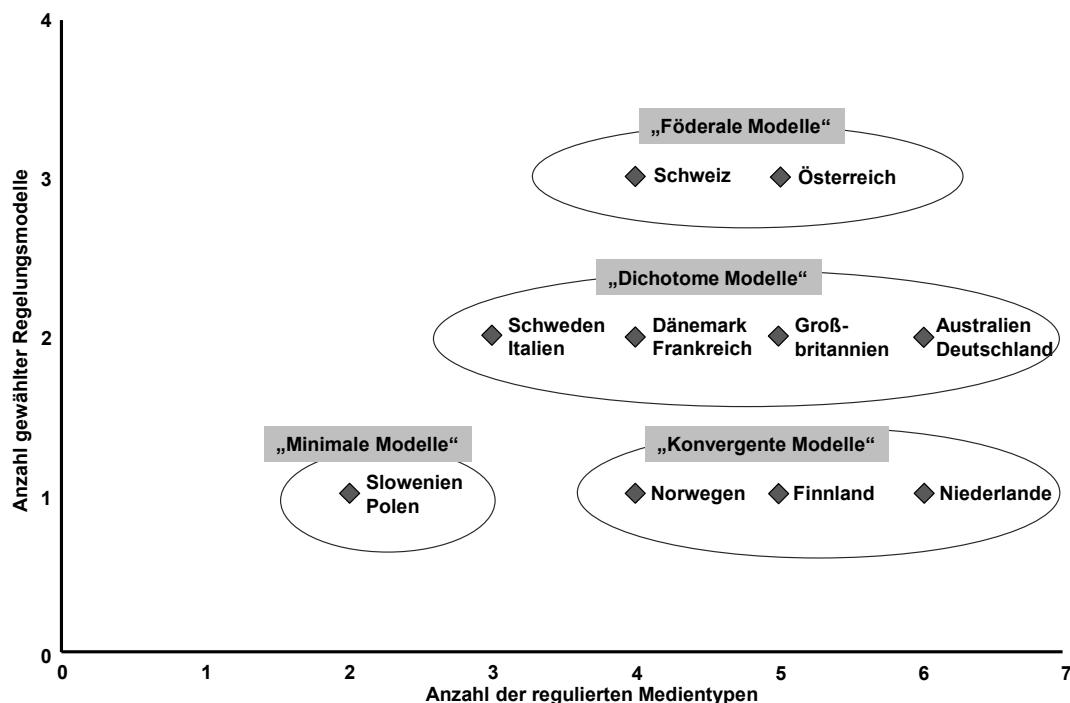 4
„Föderale Modelle“
3
Schweiz
Österreich
„Dichotome Modelle“
2
Schweden
Italien
Dänemark
Frankreich
Groß-
britannien
Australien
Deutschland
„Minimale Modelle“
„Konvergente Modelle“
1
Slowenien
Polen
Norwegen
Finnland
Niederlande
0
Anzahl gewählter Regelungsmodelle
0 1 2 3 4 5 6 7
Anzahl der regulierten Medientypen